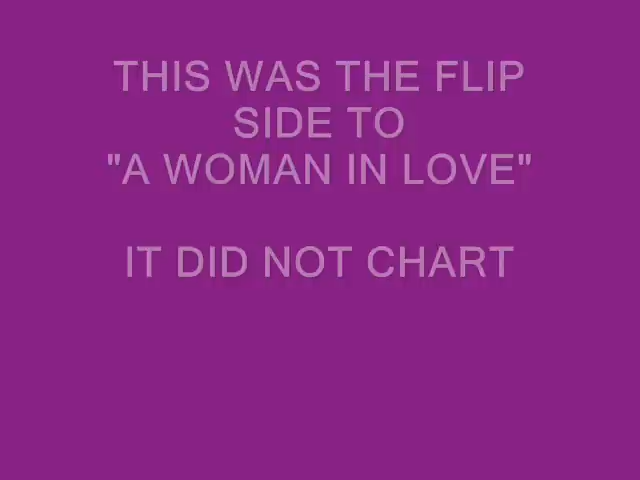 THIS WAS THE FLIP
SIDE TO
"A WOMAN IN LOVE"
IT DID NOT CHART